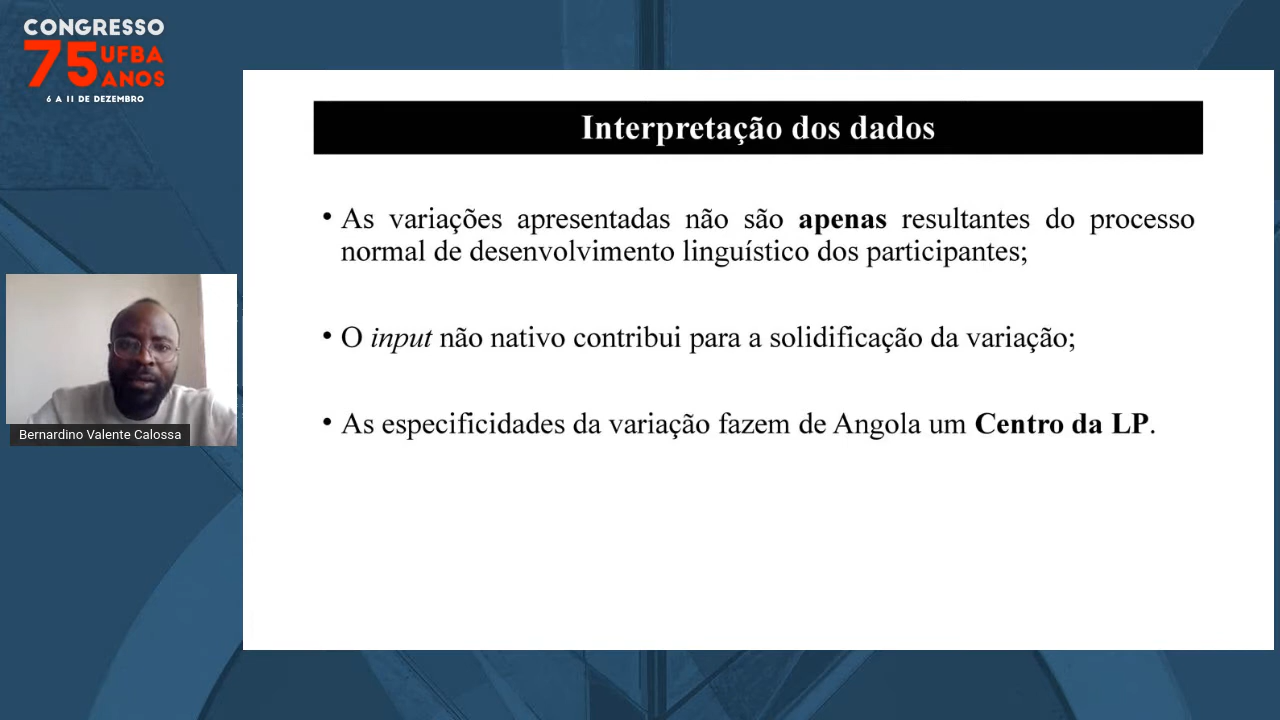 CONGRESSO
75 UFBA
ANOS
6 A 11 DE DEZEMBRO
Interpretação dos dados
• As variações apresentadas não são apenas resultantes do processo
normal de desenvolvimento linguístico dos participantes;
• O input não nativo contribui para a solidificação da variação;
• As especificidades da variação fazem de Angola um Centro da LP.
Bernardino Valente Calossa